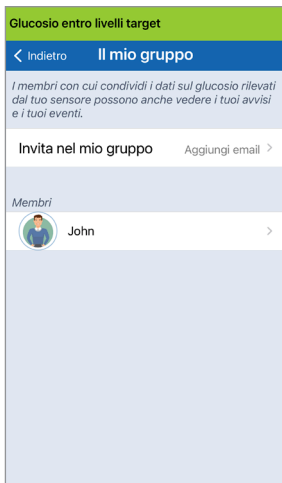 Glucosio entro livelli target
Indietro Il mio gruppo
I membri con cui condividi i dati sul glucosio rilevati
dal tuo sensore possono anche vedere i tuoi avvisi
e i tuoi eventi.
Invita nel mio gruppo Aggiungi email
Membri
John